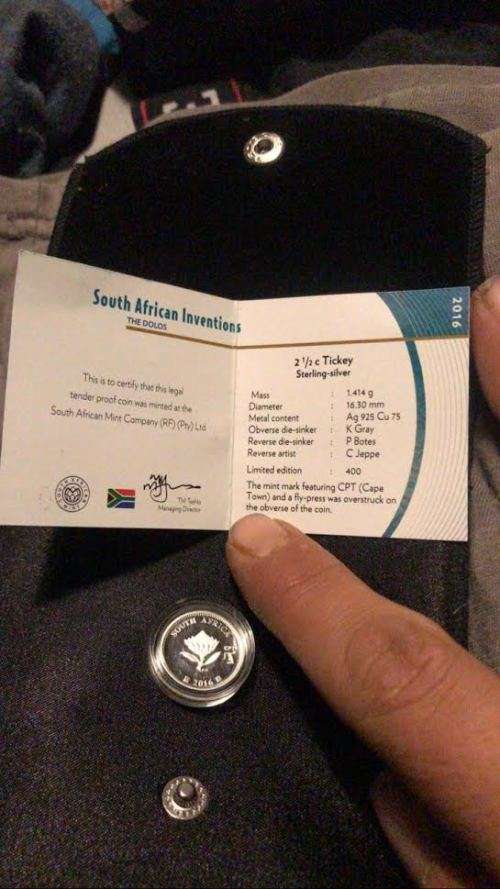 South African Inventions
THE DOLOS
This is to certify that this legal
tender proof coin was minted at the
South African Mint Company (RF) (Pty) Ltd
Managing Director
2016
2 ½ c Tickey
Sterling-silver
Mass : 1.414 g
Diameter : 16.30 mm
Metal content : Ag 925 Cu 75
Obverse die-sinker : K Gray
Reverse die-sinker : P Botes
Reverse artist : C Jeppe
Limited edition : 400
The mint mark featuring CPT (Cape
Town) and a fly-press was overstruck on
the obverse of the coin.
SOUTH AFRICA
2016